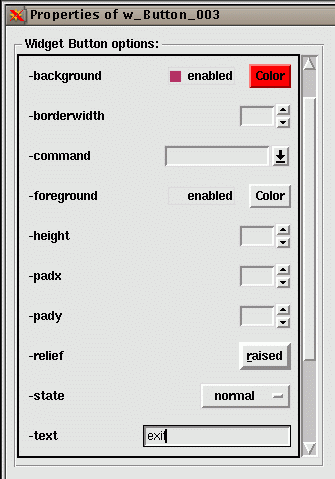 Properties of w_Button_003
Widget Button options:
-background enabled Color
-borderwidth
-command
-foreground enabled Color
-height
-padx
-pady
-relief raised
-state normal
-text exit